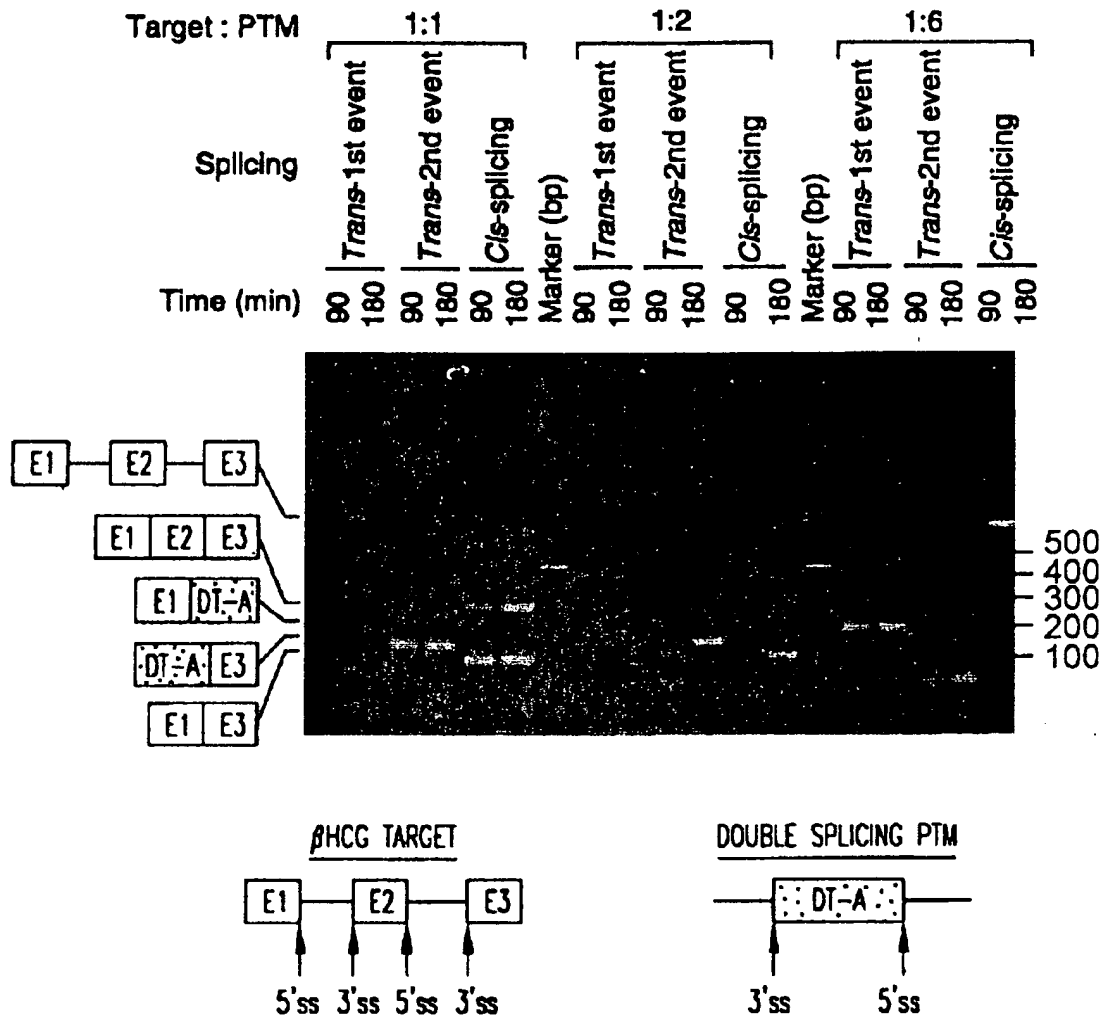 Target : PTM 1:1 1:2 1:6
Splicing Trans-1st event Trans-2nd event Cis-splicing Marker (bp) Trans-1st event Trans-2nd event Cis-splicing Marker (bp) Trans-1st event Trans-2nd event Cis-splicing
Time (min) 90 180 90 180 90 180 90 180 90 180 90 180 90 180 90 180 90 180
E1 E2 E3
E1 E2 E3
E1 DT-A
DT-A E3
E1 E3
500
400
300
200
100
βHCG TARGET
E1 E2 E3
5'ss 3'ss 5'ss 3'ss
DOUBLE SPLICING PTM
DT-A
3'ss 5'ss